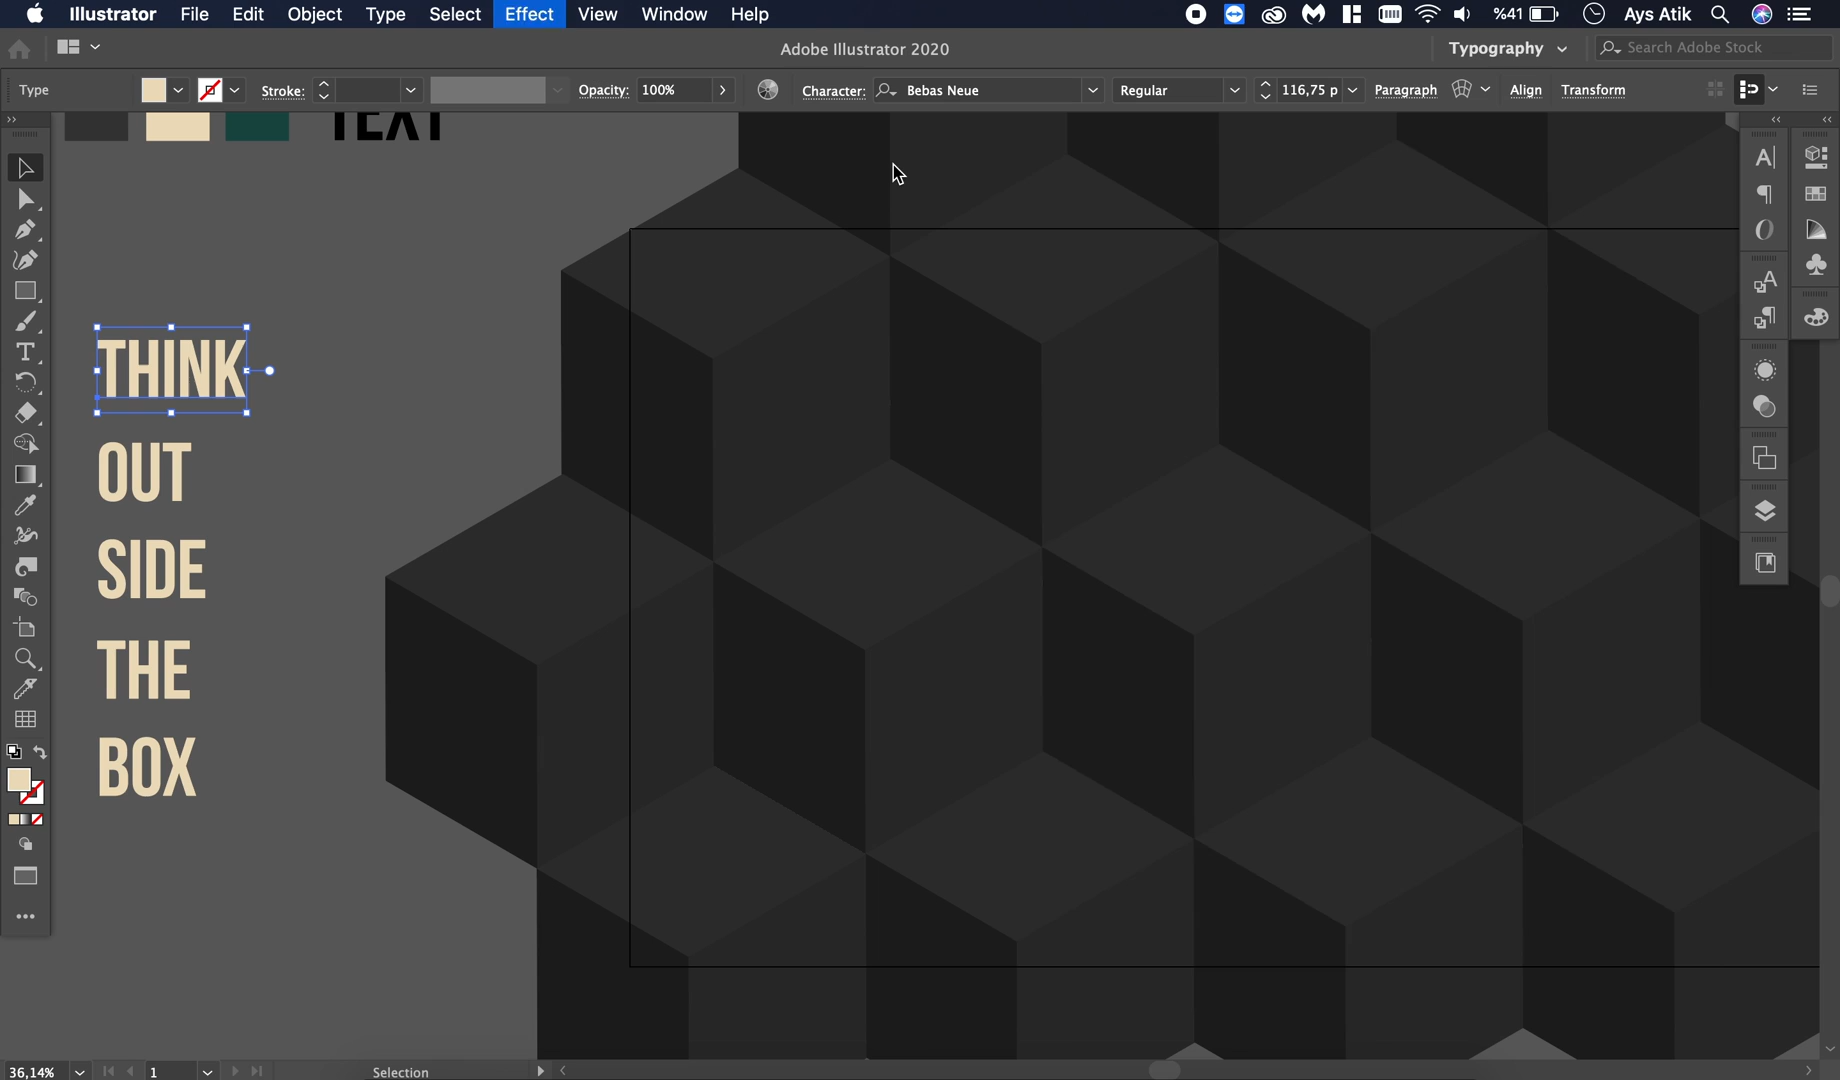 Illustrator File Edit Object Type Select Effect View Window Help %41 Ays Atik
Adobe Illustrator 2020 Typography Search Adobe Stock
Type Stroke: Opacity: 100% Character: Bebas Neue Regular 116,75 p Paragraph Align Transform
TEXT
THINK
OUT
SIDE
THE
BOX
36,14% 1 Selection